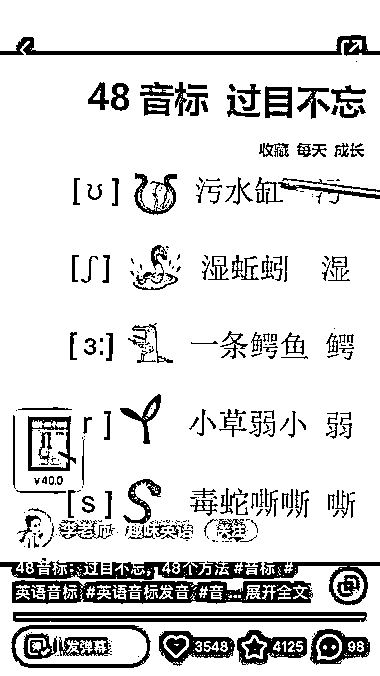 48 音标 过目不忘
收藏 每天 成长
[ʊ] 污水缸 污
[ʃ] 湿蚯蚓 湿
[ɜ:] 一条鳄鱼 鳄
r ] 小草弱小 弱
¥40.0
[s] 毒蛇嘶嘶 嘶
李老师 趣味英语 关注
48音标：过目不忘，48个方法 #音标 #
英语音标 #英语音标发音 #音... 展开全文
发弹幕 3548 4125 98